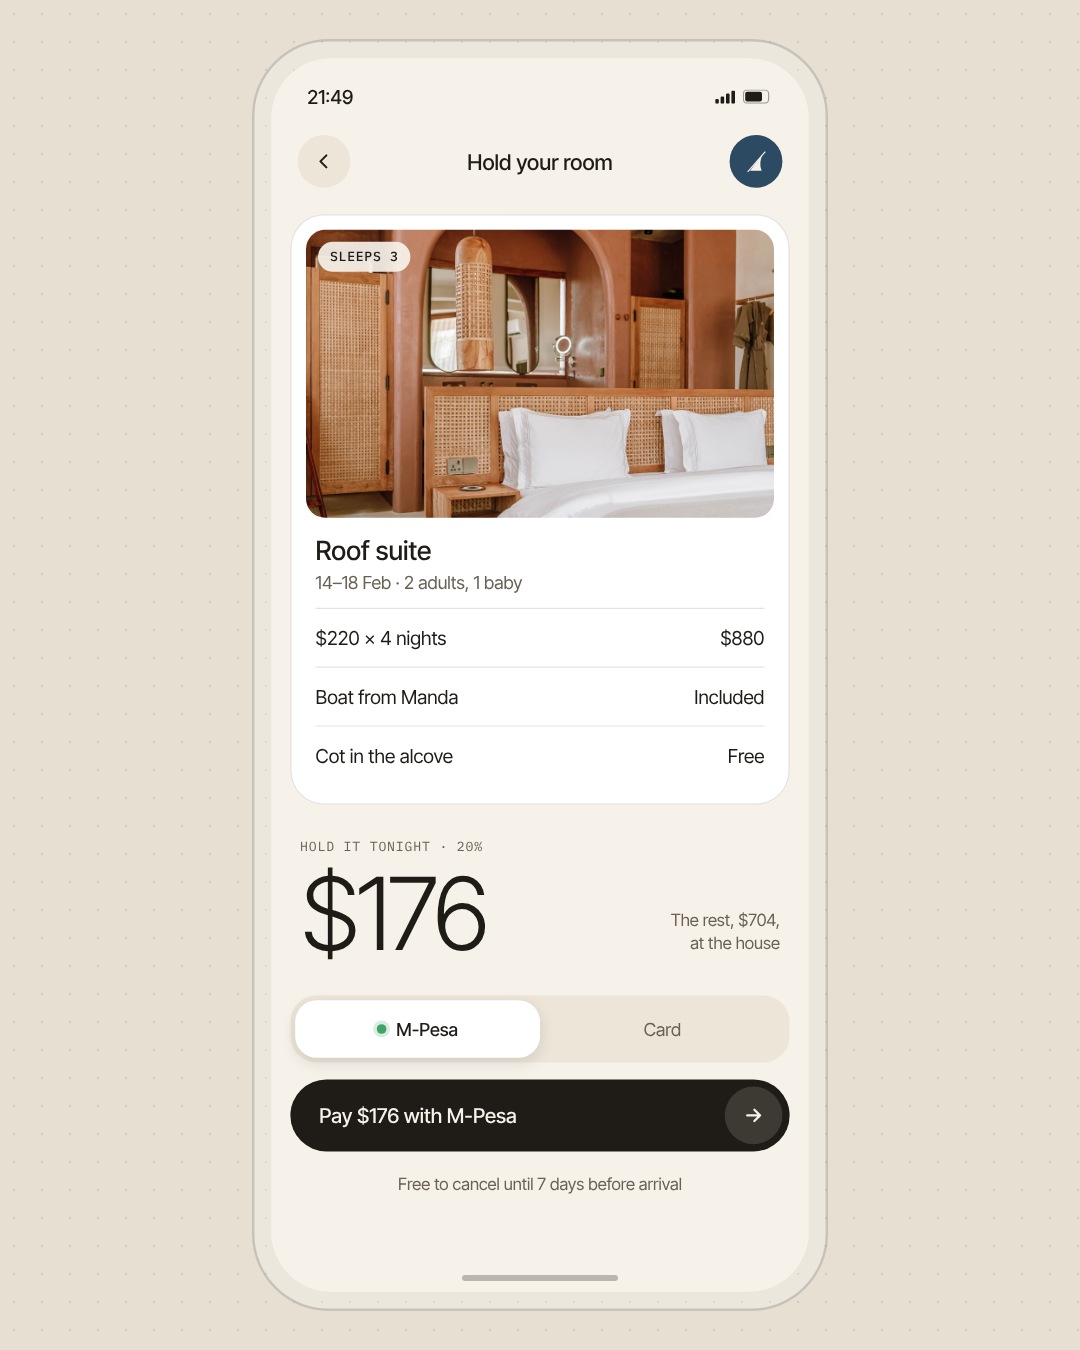 21:49
Hold your room
SLEEPS 3
Roof suite
14–18 Feb · 2 adults, 1 baby
$220 × 4 nights $880
Boat from Manda Included
Cot in the alcove Free
HOLD IT TONIGHT · 20%
$176
The rest, $704,
at the house
M-Pesa Card
Pay $176 with M-Pesa
Free to cancel until 7 days before arrival